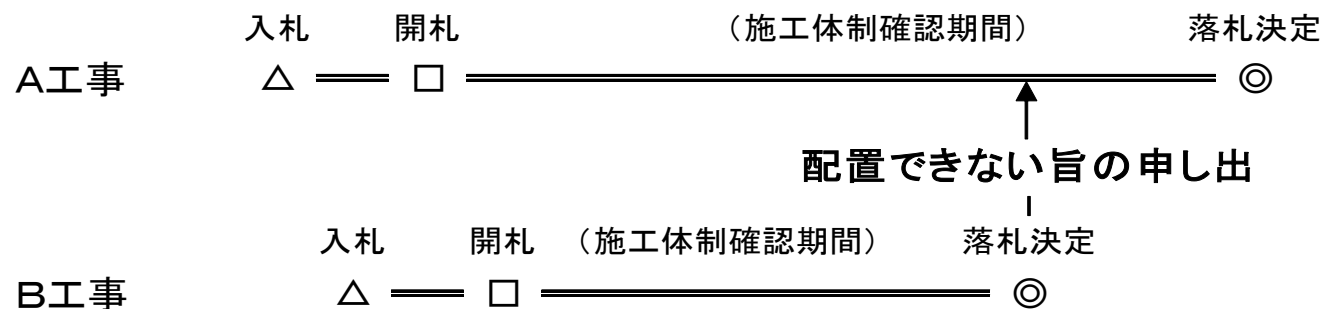 入札 開札 (施工体制確認期間) 落札決定
A工事 △ □ ◎
配置できない旨の申し出
入札 開札 (施工体制確認期間) 落札決定
B工事 △ □ ◎